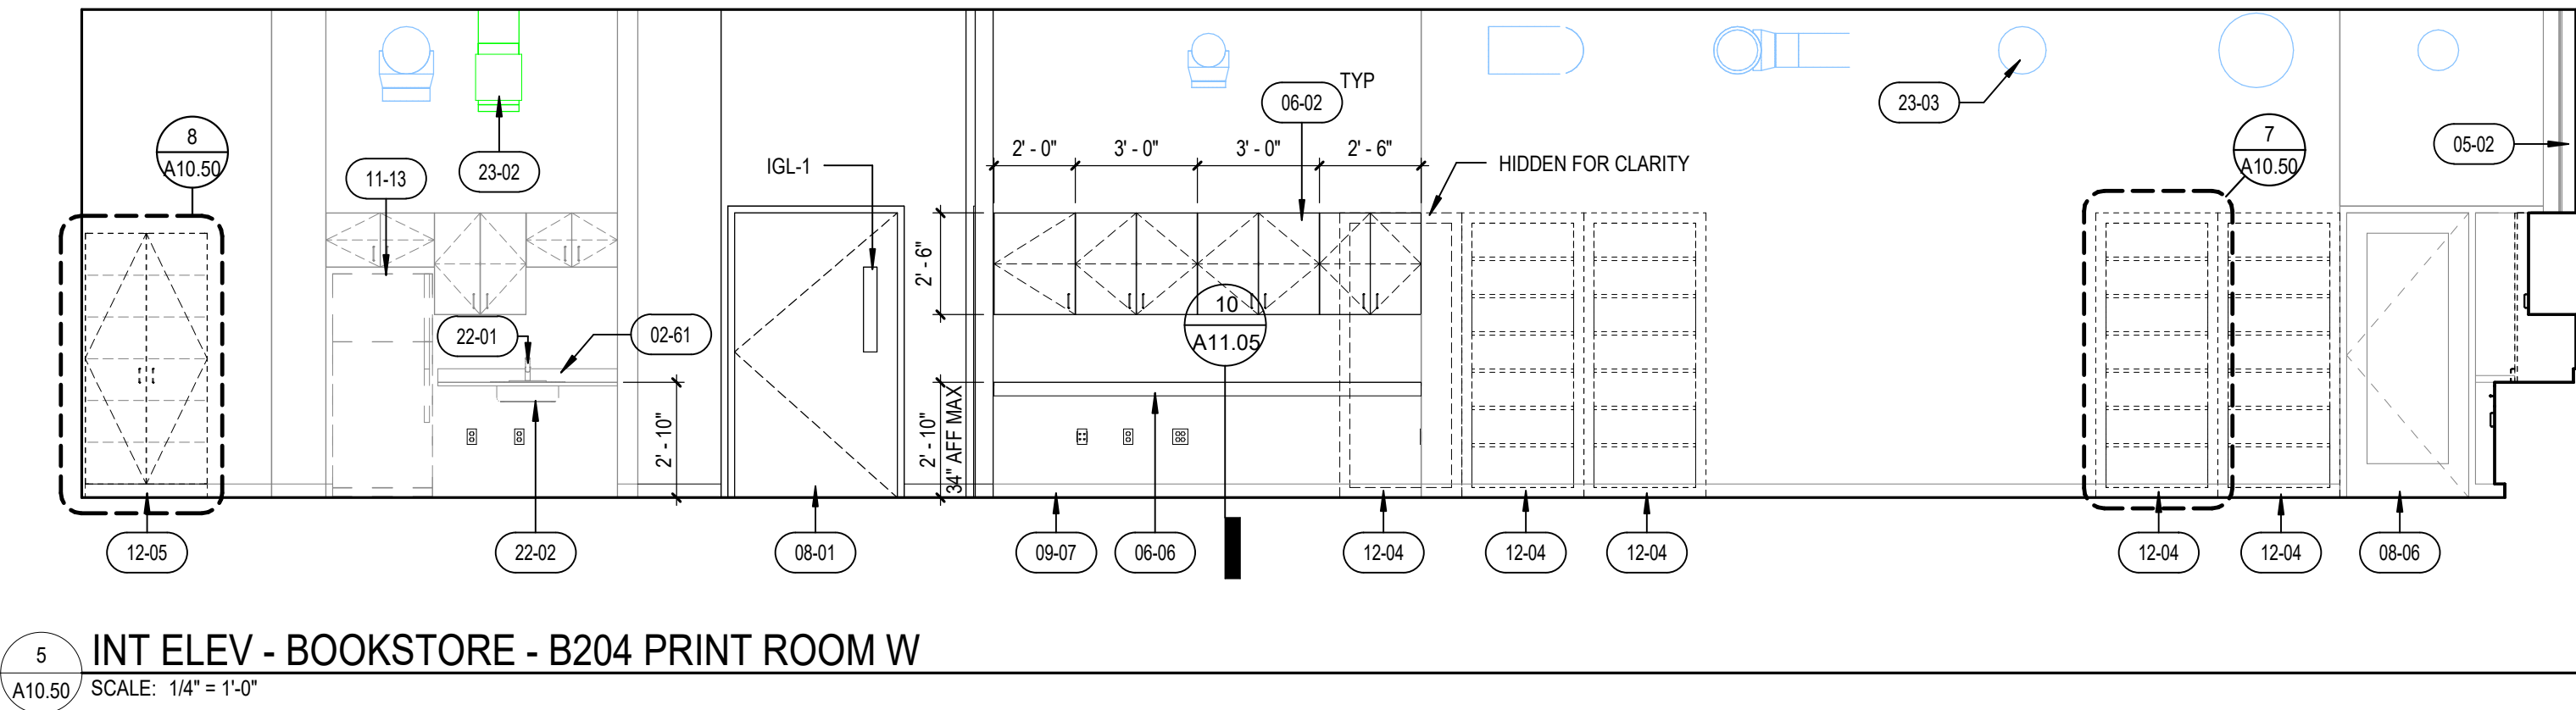 TYP
06-02
23-03
8
A10.50
7
A10.50
05-02
11-13
23-02
IGL-1
2' - 0"
3' - 0"
3' - 0"
2' - 6"
HIDDEN FOR CLARITY
2' - 6"
10
A11.05
22-01
02-61
2' - 10"
2' - 10"
34" AFF MAX
12-05
22-02
08-01
09-07
06-06
12-04
12-04
12-04
12-04
12-04
08-06
5
A10.50
INT ELEV - BOOKSTORE - B204 PRINT ROOM W
SCALE: 1/4" = 1'-0"